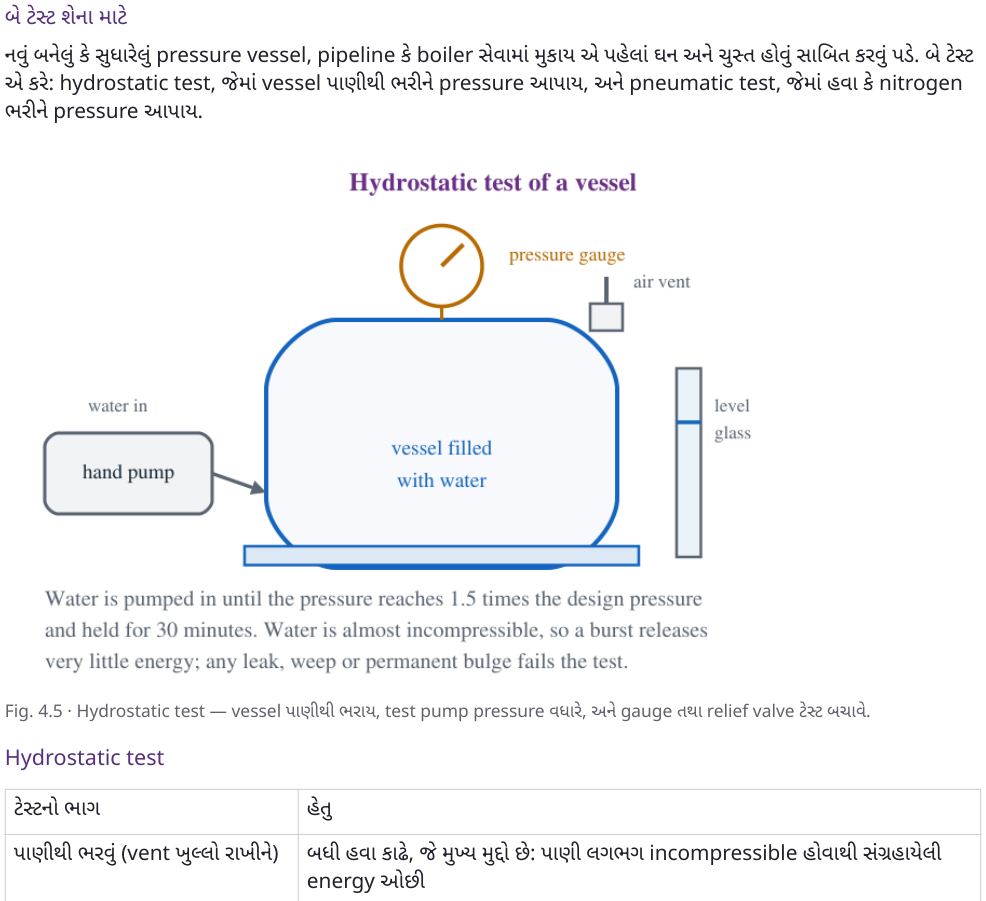 બે ટેસ્ટ શેના માટે
નવું બનેલું કે સુધારેલું pressure vessel, pipeline કે boiler સેવામાં મુકાય એ પહેલાં ઘન અને ચુસ્ત હોવું સાબિત કરવું પડે. બે ટેસ્ટ
એ કરે: hydrostatic test, જેમાં vessel પાણીથી ભરીને pressure આપાય, અને pneumatic test, જેમાં હવા કે nitrogen
ભરીને pressure આપાય.
Hydrostatic test of a vessel
pressure gauge
air vent
water in
level
glass
hand pump
vessel filled
with water
Water is pumped in until the pressure reaches 1.5 times the design pressure
and held for 30 minutes. Water is almost incompressible, so a burst releases
very little energy; any leak, weep or permanent bulge fails the test.
Fig. 4.5 · Hydrostatic test — vessel પાણીથી ભરાય, test pump pressure વધારે, અને gauge તથા relief valve ટેસ્ટ બચાવે.
Hydrostatic test
ટેસ્ટનો ભાગ
હેતુ
પાણીથી ભરવું (vent ખુલ્લો રાખીને)
બધી હવા કાઢે, જે મુખ્ય મુદ્દો છે: પાણી લગભગ incompressible હોવાથી સંગ્રહાયેલી
energy ઓછી